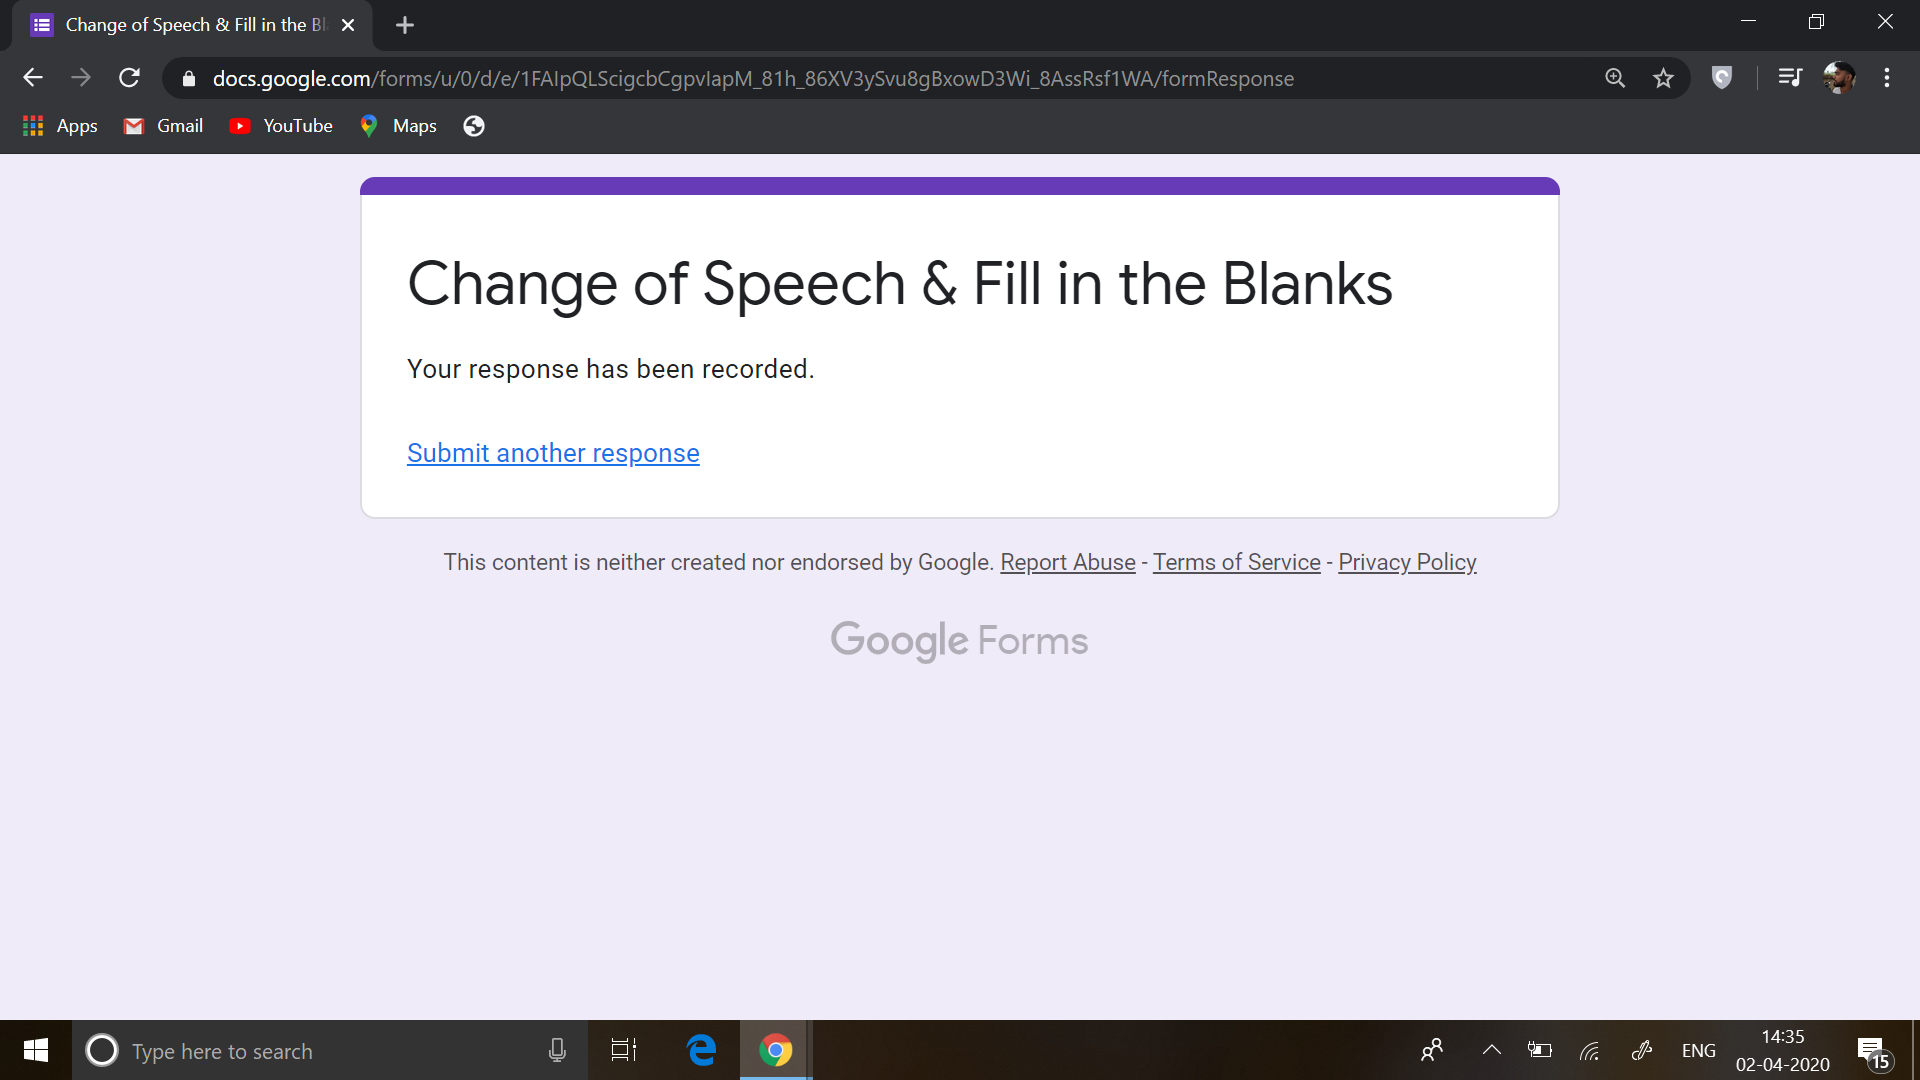 Change of Speech & Fill in the Bl
docs.google.com/forms/u/0/d/e/1FAIpQLScigcbCgpvIapM_81h_86XV3ySvu8gBxowD3Wi_8AssRsf1WA/formResponse
Apps Gmail YouTube Maps
Change of Speech & Fill in the Blanks
Your response has been recorded.
Submit another response
This content is neither created nor endorsed by Google. Report Abuse - Terms of Service - Privacy Policy
Google Forms
Type here to search
ENG
14:35
02-04-2020
15